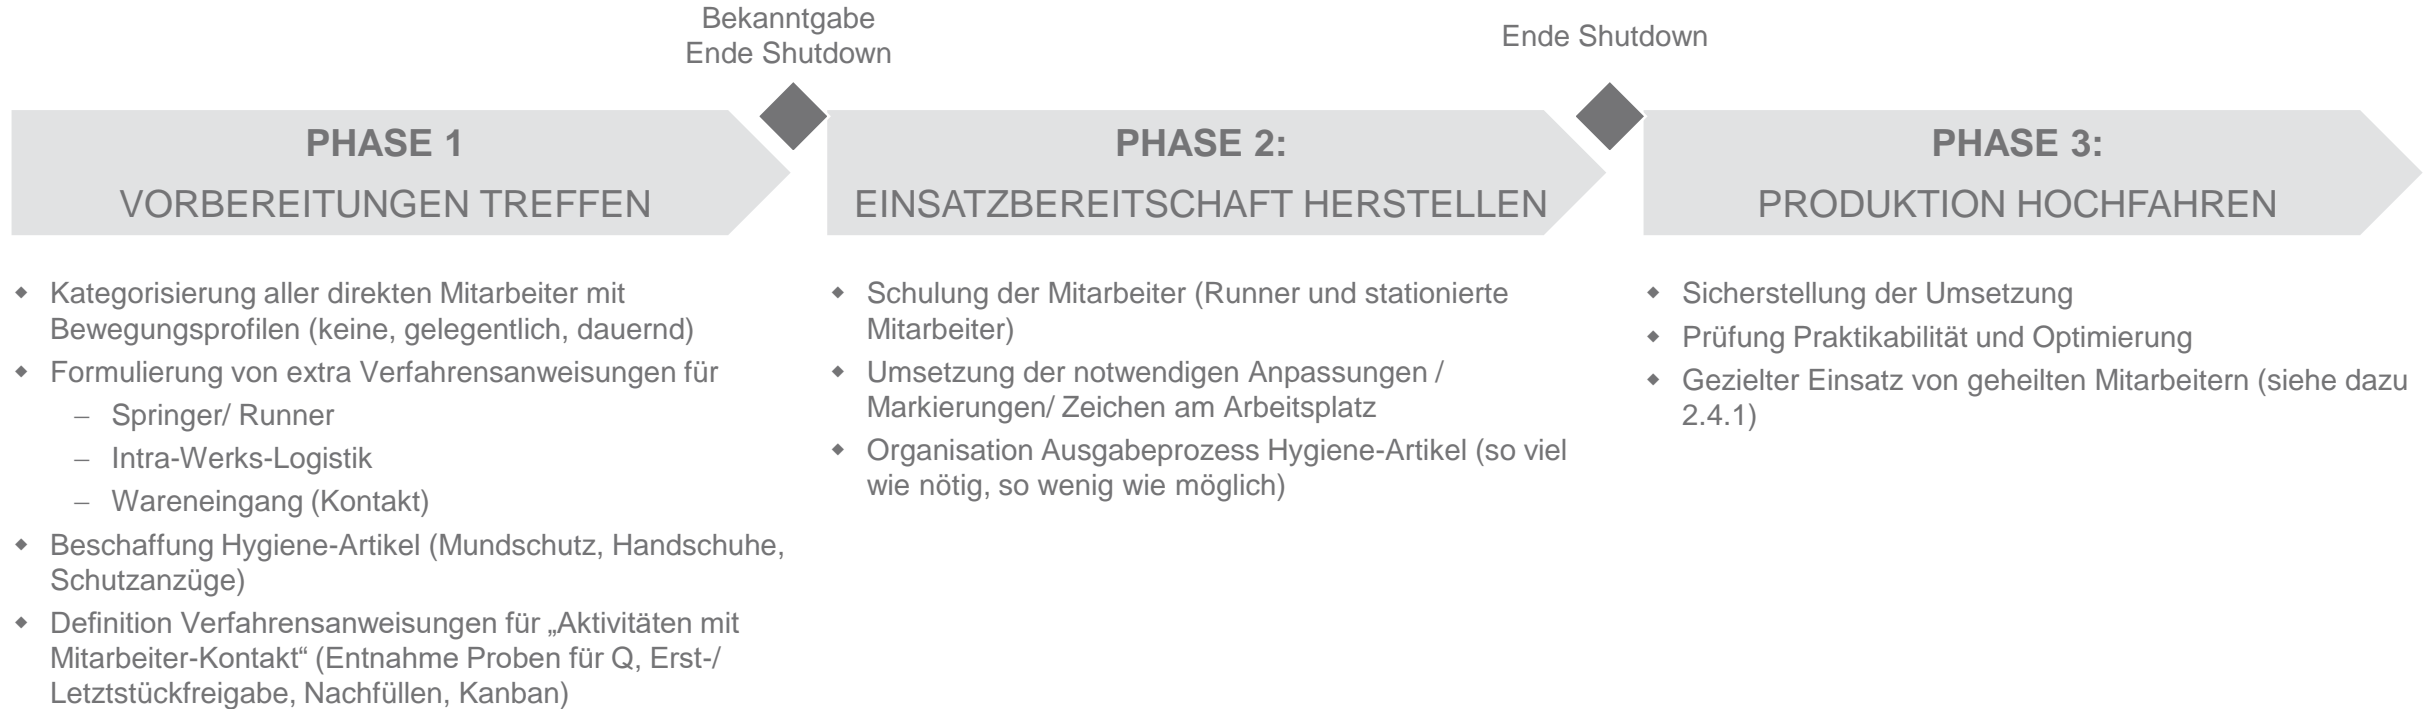 Bekanntgabe
Ende Shutdown
Ende Shutdown
PHASE 1
VORBEREITUNGEN TREFFEN
PHASE 2:
EINSATZBEREITSCHAFT HERSTELLEN
PHASE 3:
PRODUKTION HOCHFAHREN
Kategorisierung aller direkten Mitarbeiter mit
Bewegungsprofilen (keine, gelegentlich, dauernd)
Formulierung von extra Verfahrensanweisungen für
– Springer/ Runner
– Intra-Werks-Logistik
– Wareneingang (Kontakt)
Beschaffung Hygiene-Artikel (Mundschutz, Handschuhe,
Schutzanzüge)
Definition Verfahrensanweisungen für „Aktivitäten mit
Mitarbeiter-Kontakt“ (Entnahme Proben für Q, Erst-/
Letztstückfreigabe, Nachfüllen, Kanban)
Schulung der Mitarbeiter (Runner und stationierte
Mitarbeiter)
Umsetzung der notwendigen Anpassungen /
Markierungen/ Zeichen am Arbeitsplatz
Organisation Ausgabeprozess Hygiene-Artikel (so viel
wie nötig, so wenig wie möglich)
Sicherstellung der Umsetzung
Prüfung Praktikabilität und Optimierung
Gezielter Einsatz von geheilten Mitarbeitern (siehe dazu
2.4.1)